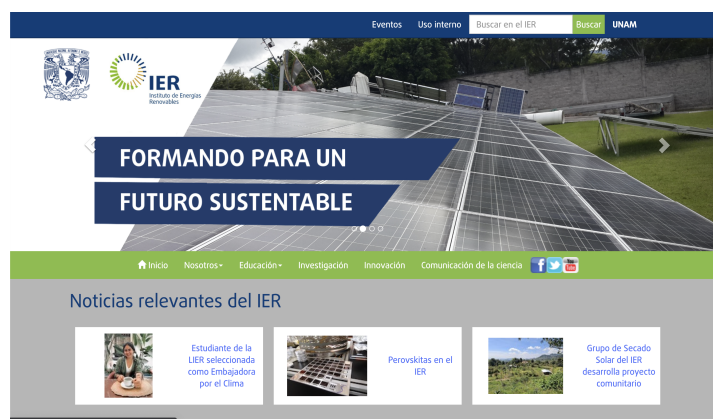 Eventos Uso interno Buscar en el IER Buscar UNAM
IER
Instituto de Energías
Renovables
FORMANDO PARA UN
FUTURO SUSTENTABLE
Inicio Nosotros Educación Investigación Innovación Comunicación de la ciencia
Noticias relevantes del IER
Estudiante de la
LIER seleccionada
como Embajadora
por el Clima
Perovskitas en el
IER
Grupo de Secado
Solar del IER
desarrolla proyecto
comunitario